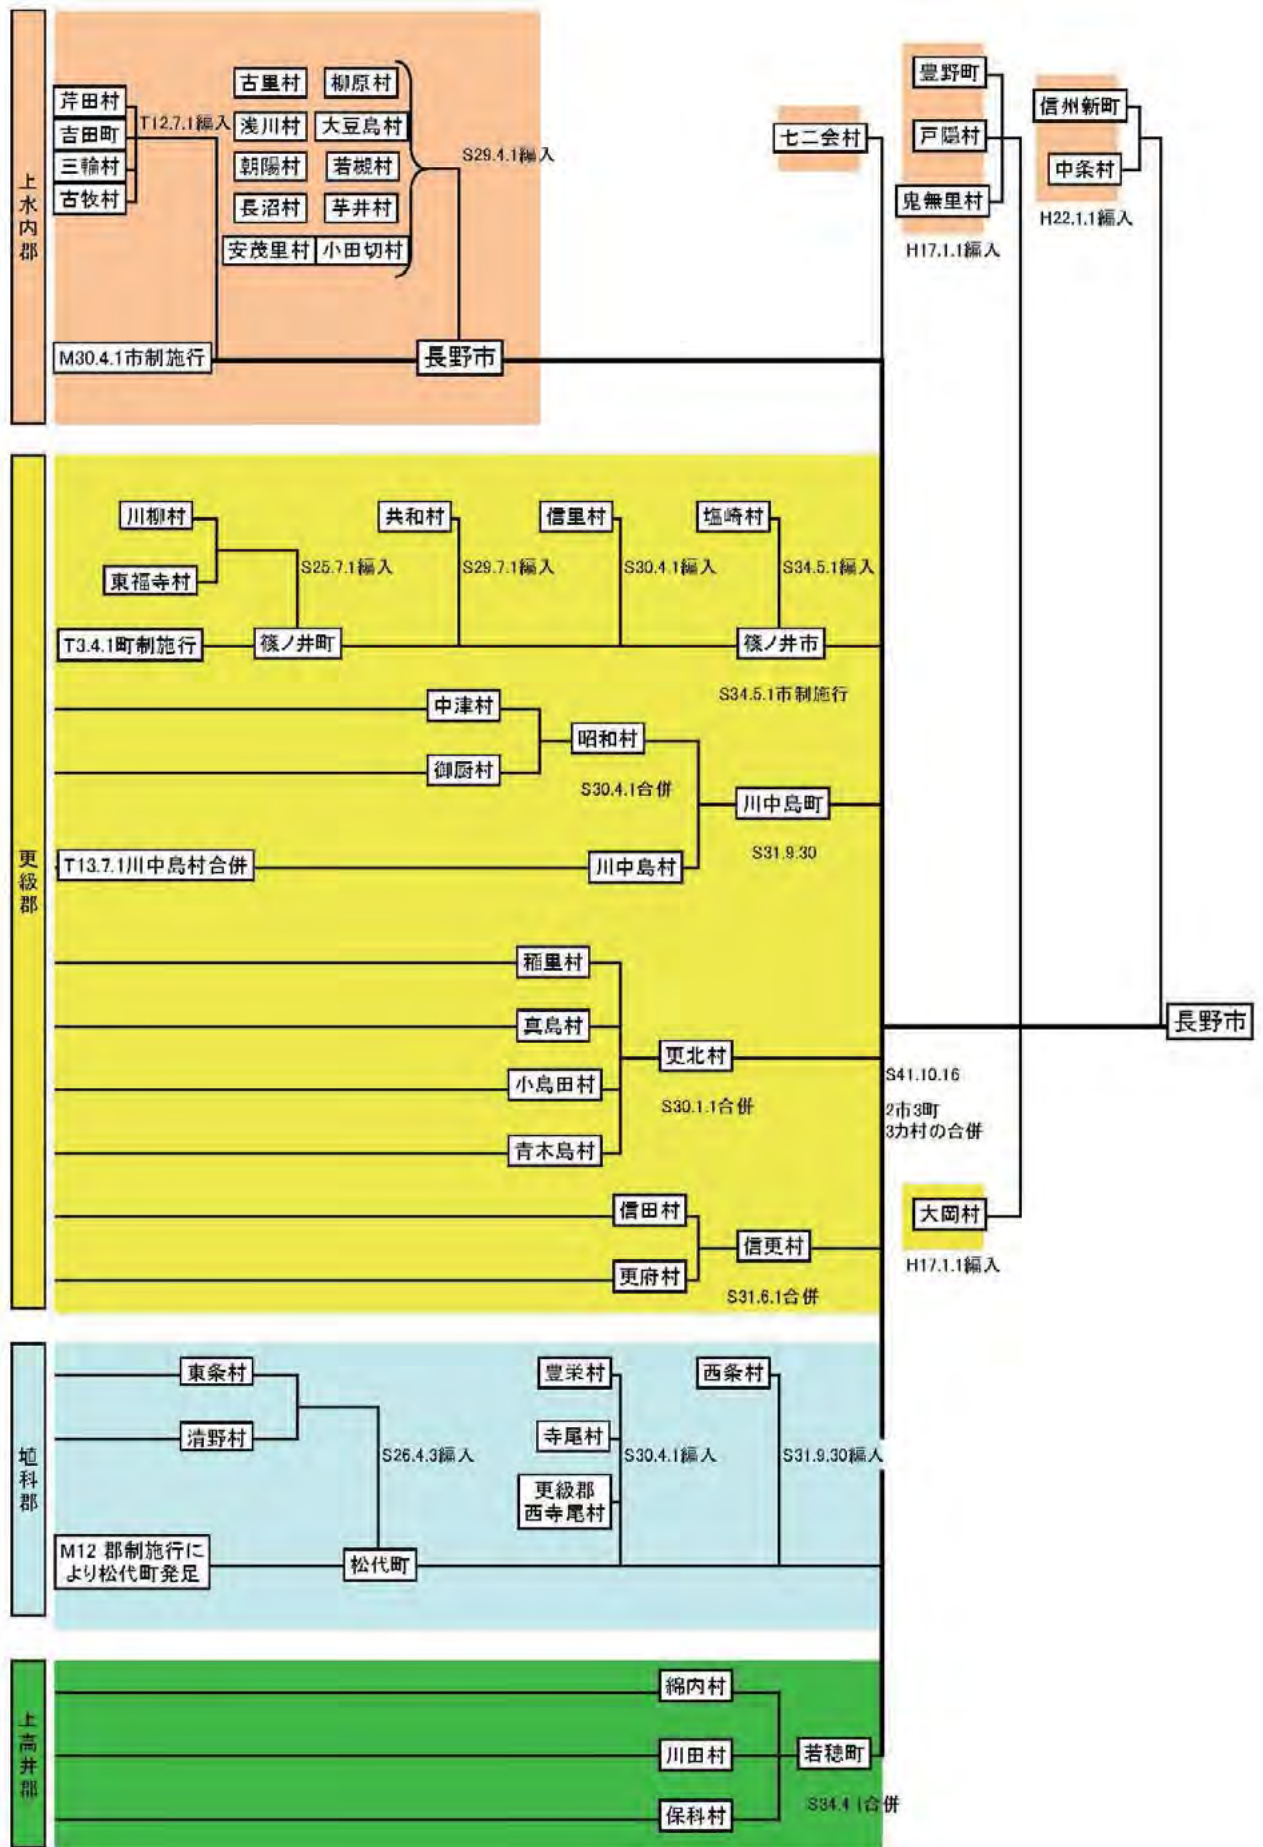 上水内郡
芹田村
吉田町
三輪村
古牧村
T12.7.1編入
古里村
柳原村
浅川村
大豆島村
朝陽村
若槻村
長沼村
芋井村
安茂里村
小田切村
S29.4.1編入
M30.4.1市制施行
長野市
七二会村
豊野町
戸隠村
鬼無里村
H17.1.1編入
信州新町
中条村
H22.1.1編入
更級郡
川柳村
東福寺村
S25.7.1編入
共和村
S29.7.1編入
信里村
S30.4.1編入
塩崎村
S34.5.1編入
T3.4.1町制施行
篠ノ井町
篠ノ井市
S34.5.1市制施行
中津村
御厨村
昭和村
S30.4.1合併
川中島町
S31.9.30
T13.7.1川中島村合併
川中島村
稲里村
真島村
小島田村
青木島村
更北村
S30.1.1合併
長野市
S41.10.16
2市3町
3カ村の合併
信田村
更府村
信更村
S31.6.1合併
大岡村
H17.1.1編入
埴科郡
東条村
清野村
S26.4.3編入
豊栄村
寺尾村
更級郡
西寺尾村
S30.4.1編入
西条村
S31.9.30編入
M12 郡制施行に
より松代町発足
松代町
上高井郡
綿内村
川田村
保科村
若穂町
S34.4.1合併